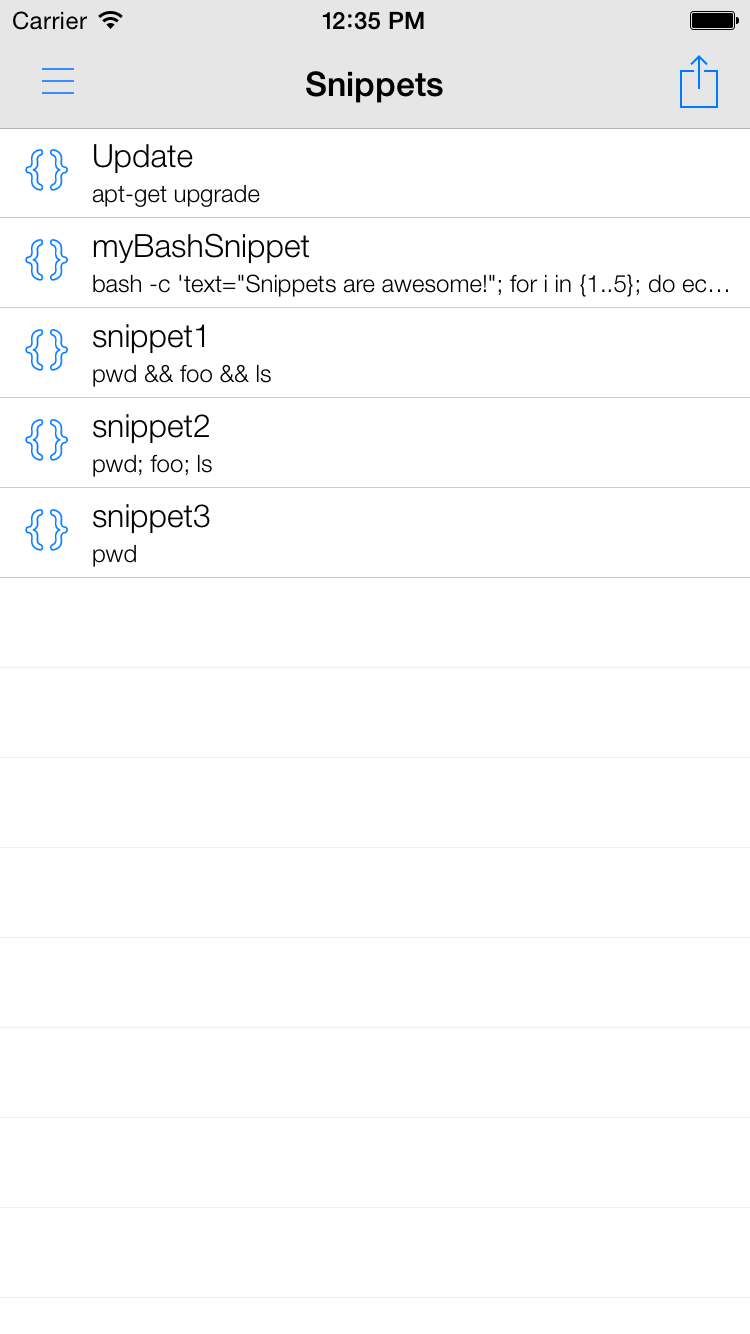 Carrier 12:35 PM
Snippets
Update
apt-get upgrade
myBashSnippet
bash -c 'text="Snippets are awesome!"; for i in {1..5}; do ec...
snippet1
pwd && foo && ls
snippet2
pwd; foo; ls
snippet3
pwd